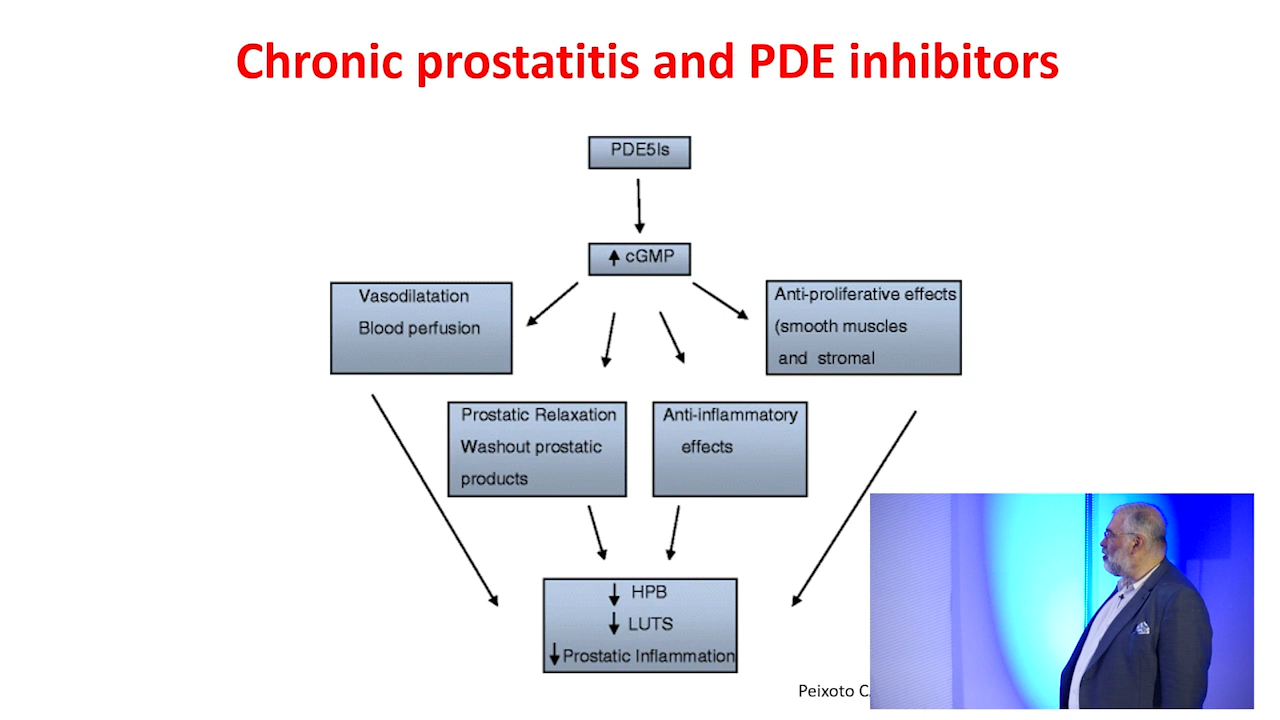 Chronic prostatitis and PDE inhibitors
PDE5Is
cGMP
Vasodilatation
Blood perfusion
Anti-proliferative effects
(smooth muscles
and stromal
Prostatic Relaxation
Washout prostatic
products
Anti-inflammatory
effects
HPB
LUTS
Prostatic Inflammation
Peixoto C